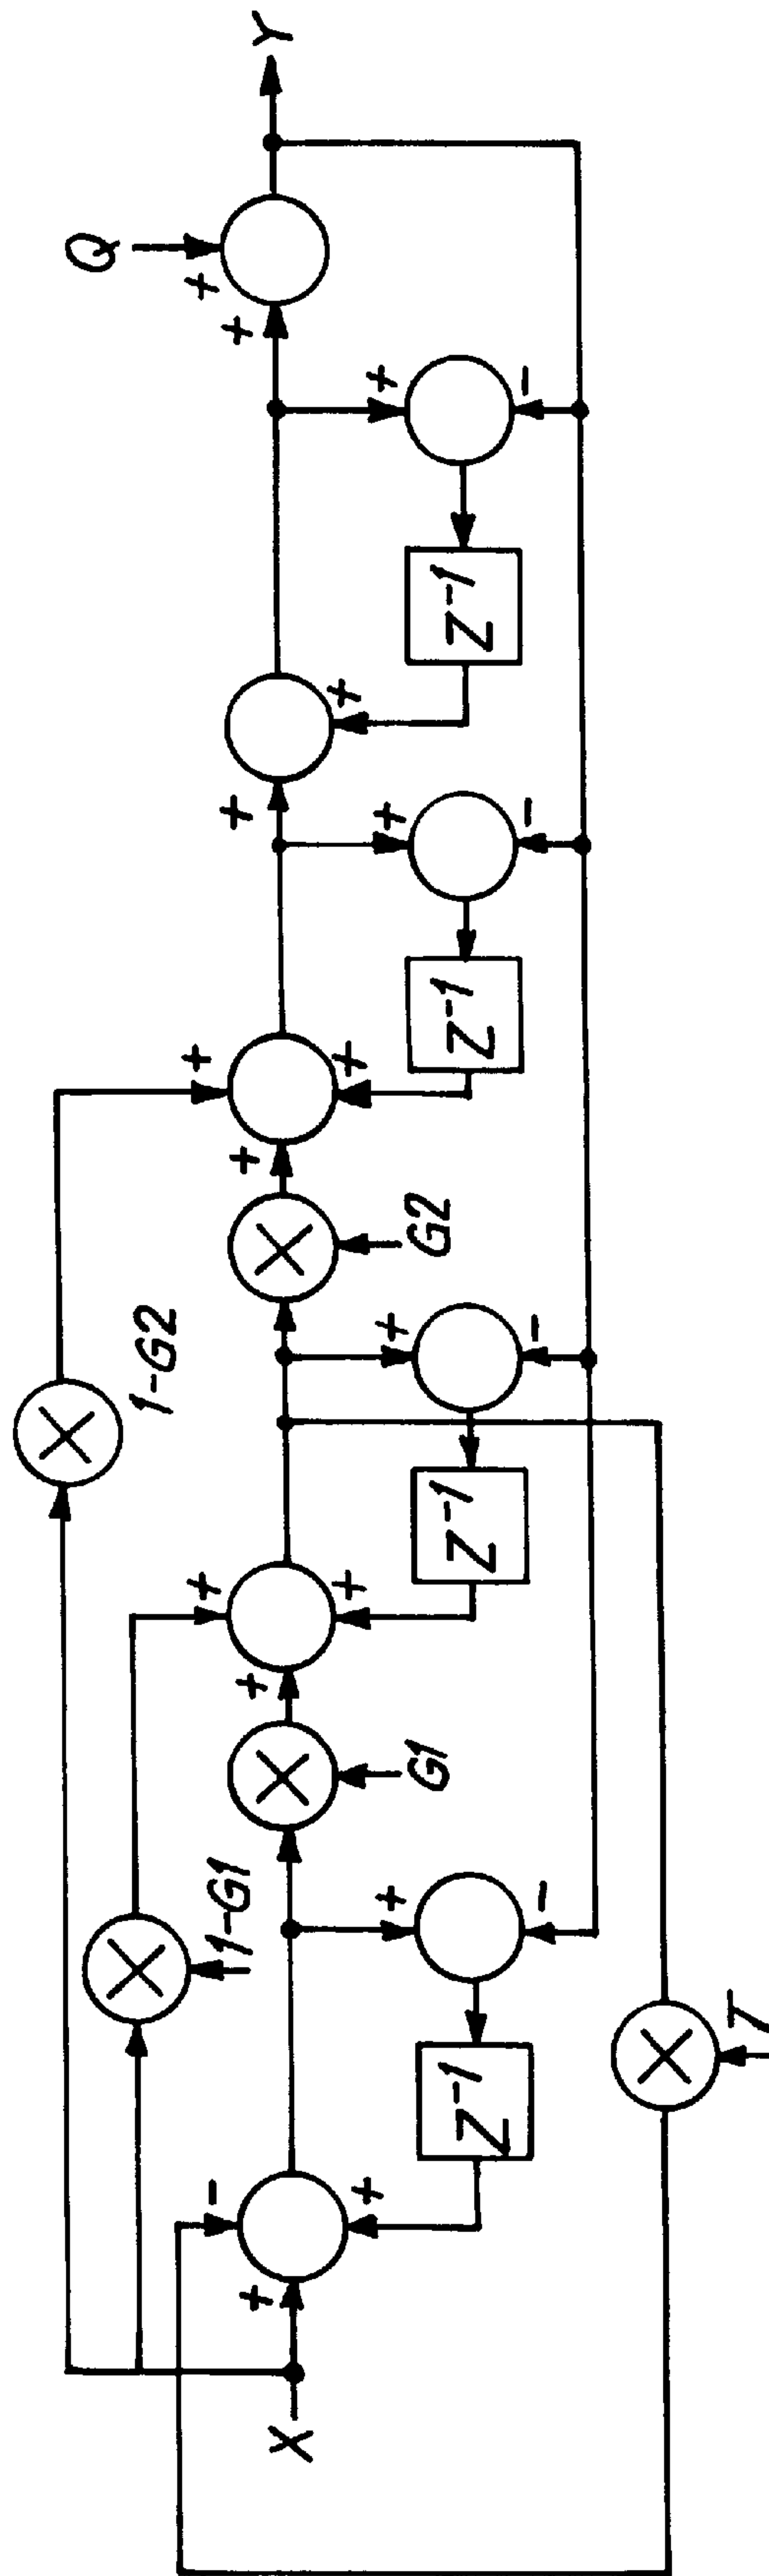 Q
1-G2
- + + +
1-G1
+ + + + +
X Y
+ + + + + + + +
G1 G2
Z⁻¹ Z⁻¹ Z⁻¹ Z⁻¹
- - - -